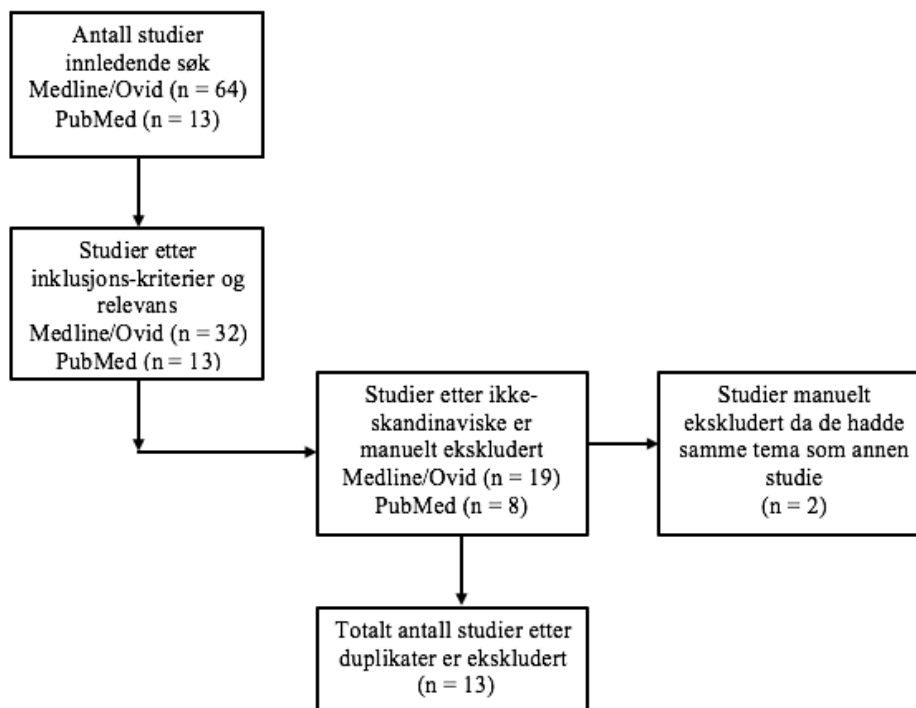 Antall studier
innledende søk
Medline/Ovid (n = 64)
PubMed (n = 13)
Studier etter
inklusjons-kriterier og
relevans
Medline/Ovid (n = 32)
PubMed (n = 13)
Studier etter ikke-
skandinaviske er
manuelt ekskludert
Medline/Ovid (n = 19)
PubMed (n = 8)
Studier manuelt
ekskludert da de hadde
samme tema som annen
studie
(n = 2)
Totalt antall studier etter
duplikater er ekskludert
(n = 13)